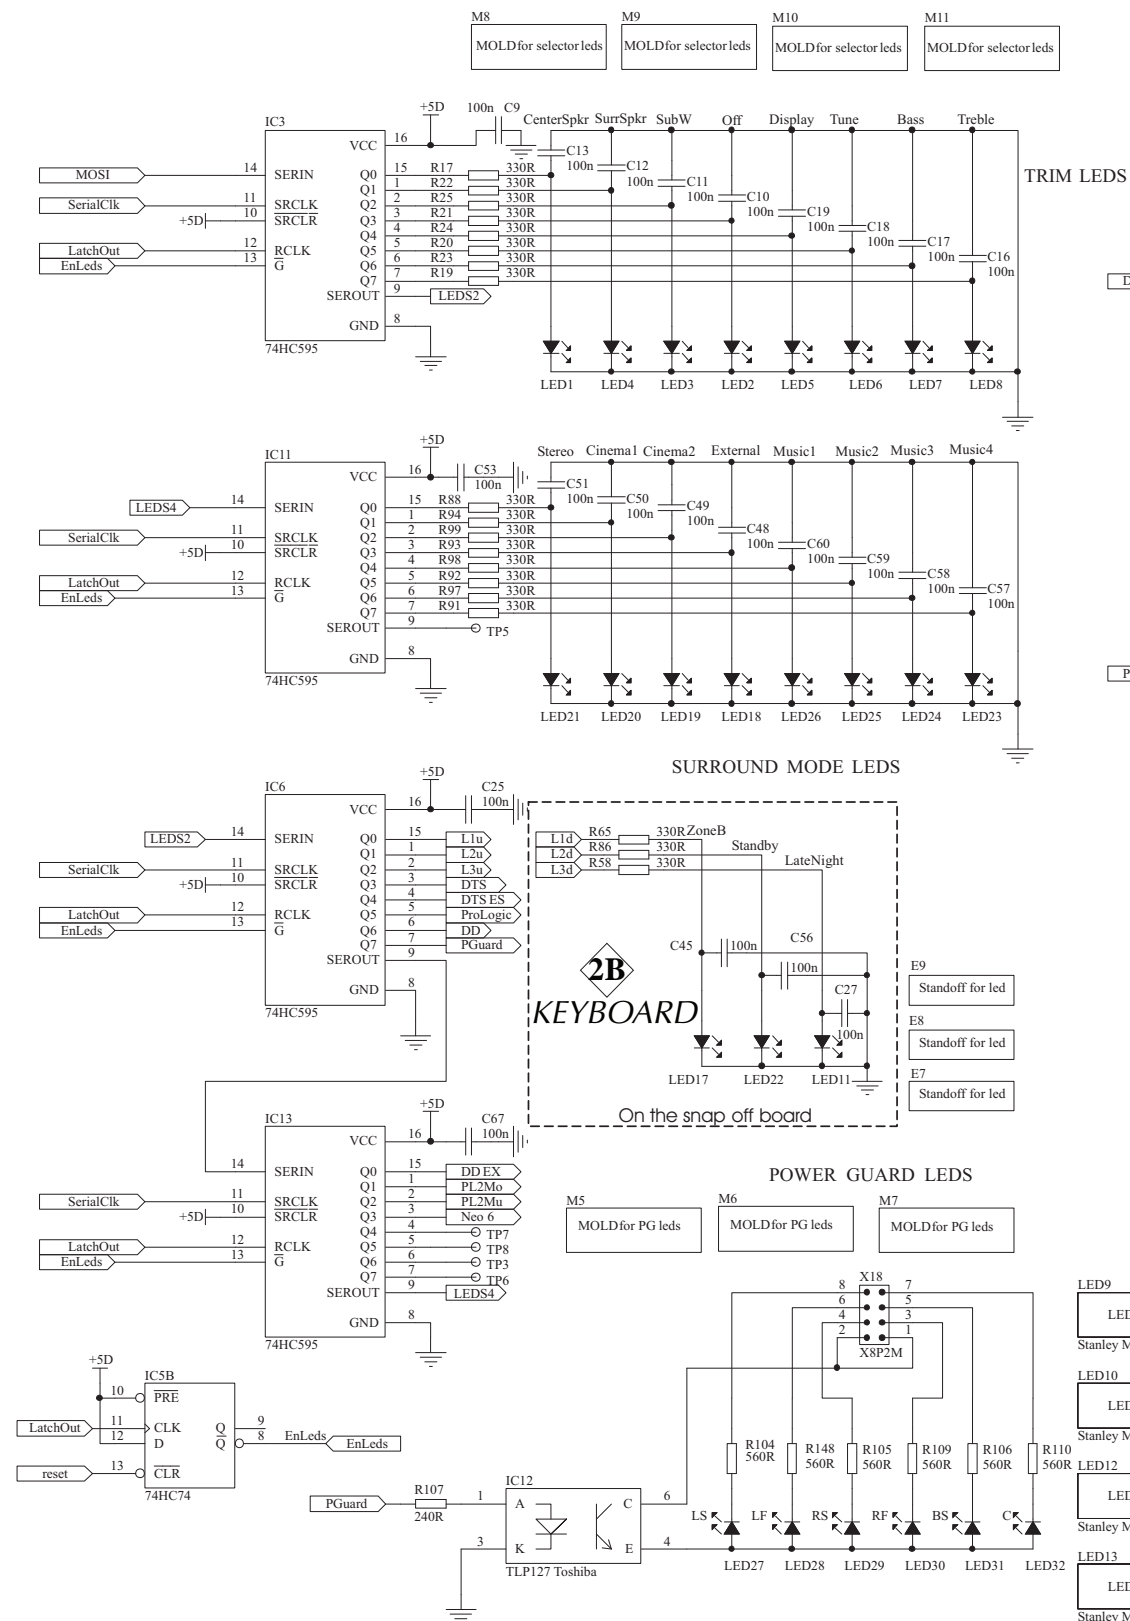 M8 M9 M10 M11
MOLD for selector leds MOLD for selector leds MOLD for selector leds MOLD for selector leds
+5D 100n C9
IC3 CenterSpkr SurrSpkr SubW Off Display Tune Bass Treble
VCC 16
MOSI 14 SERIN Q0 15 R17 330R C13 100n
Q1 1 R22 330R C12 100n TRIM LEDS
SerialClk 11 SRCLK Q2 2 R25 330R C11 100n
+5D 10 SRCLR Q3 3 R21 330R C10 100n
Q4 4 R24 330R C19 100n
LatchOut 12 RCLK Q5 5 R20 330R C18 100n
EnLeds 13 G Q6 6 R23 330R C17 100n
Q7 7 R19 330R C16 100n
SEROUT 9 LEDS2
GND 8
74HC595
LED1 LED4 LED3 LED2 LED5 LED6 LED7 LED8
+5D
IC11 C53 100n Stereo Cinema1 Cinema2 External Music1 Music2 Music3 Music4
VCC 16
LEDS4 14 SERIN Q0 15 R88 330R C51 100n
Q1 1 R94 330R C50 100n
SerialClk 11 SRCLK Q2 2 R99 330R C49 100n
+5D 10 SRCLR Q3 3 R93 330R C48 100n
Q4 4 R98 330R C60 100n
LatchOut 12 RCLK Q5 5 R92 330R C59 100n
EnLeds 13 G Q6 6 R97 330R C58 100n
Q7 7 R91 330R C57 100n
SEROUT 9 TP5
GND 8
74HC595
LED21 LED20 LED19 LED18 LED26 LED25 LED24 LED23
SURROUND MODE LEDS
+5D
IC6 C25 100n
VCC 16
LEDS2 14 SERIN Q0 15 L1u
Q1 1 L2u
SerialClk 11 SRCLK Q2 2 L3u
+5D 10 SRCLR Q3 3 DTS
Q4 4 DTS ES
LatchOut 12 RCLK Q5 5 ProLogic
EnLeds 13 G Q6 6 DD
Q7 7 PGuard
SEROUT 9
GND 8
74HC595
L1d R65 330R ZoneB
L2d R86 330R Standby
L3d R58 330R LateNight
C45 100n C56 100n C27 100n
2B
KEYBOARD
LED17 LED22 LED11
On the snap off board
E9
Standoff for led
E8
Standoff for led
E7
Standoff for led
+5D
IC13 C67 100n
VCC 16
14 SERIN Q0 15 DD EX
Q1 1 PL2Mo
SerialClk 11 SRCLK Q2 2 PL2Mu
+5D 10 SRCLR Q3 3 Neo 6
Q4 4 TP7
LatchOut 12 RCLK Q5 5 TP8
EnLeds 13 G Q6 6 TP3
Q7 7 TP6
SEROUT 9 LEDS4
GND 8
74HC595
POWER GUARD LEDS
M5 M6 M7
MOLD for PG leds MOLD for PG leds MOLD for PG leds
X18
8 7
6 5
4 3
2 1
X8P2M
+5D
IC5B
10 PRE
LatchOut 11 CLK Q 9
12 D Q 8 EnLeds EnLeds
reset 13 CLR
74HC74
R104 560R R148 560R R105 560R R109 560R R106 560R R110 560R
PGuard R107 240R
IC12
1 A C 6
3 K E 4
TLP127 Toshiba
LS LF RS RF BS C
LED27 LED28 LED29 LED30 LED31 LED32
LED9
LED10
LED12
LED13